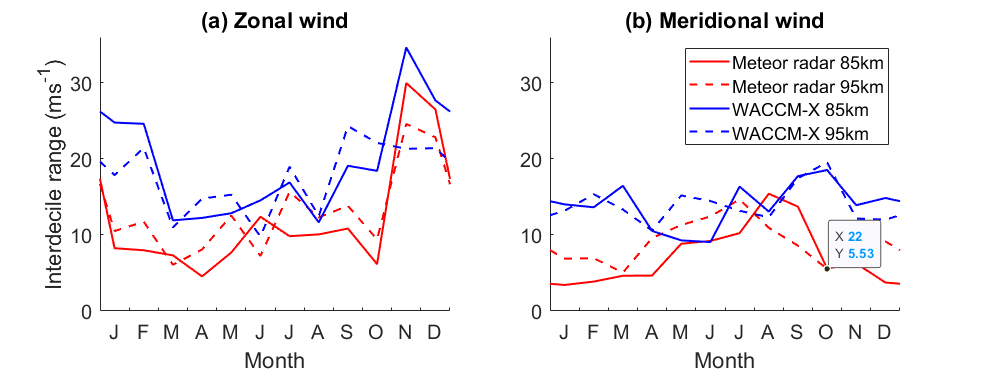 (a) Zonal wind
Interdecile range (ms-1)
30
20
10
0
J F M A M J J A S O N D
Month
(b) Meridional wind
Meteor radar 85km
Meteor radar 95km
WACCM-X 85km
WACCM-X 95km
30
20
10
0
X 22
Y 5.53
J F M A M J J A S O N D
Month